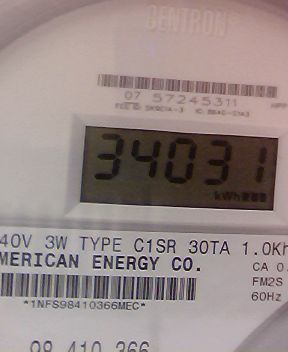 CENTRON®
07 57245311
34031
kWh
40V 3W TYPE C1SR 30TA 1.0Kh
MERICAN ENERGY CO.
CA 0.
FM2S
60Hz
*1NFS98410366MEC*
98 410 366